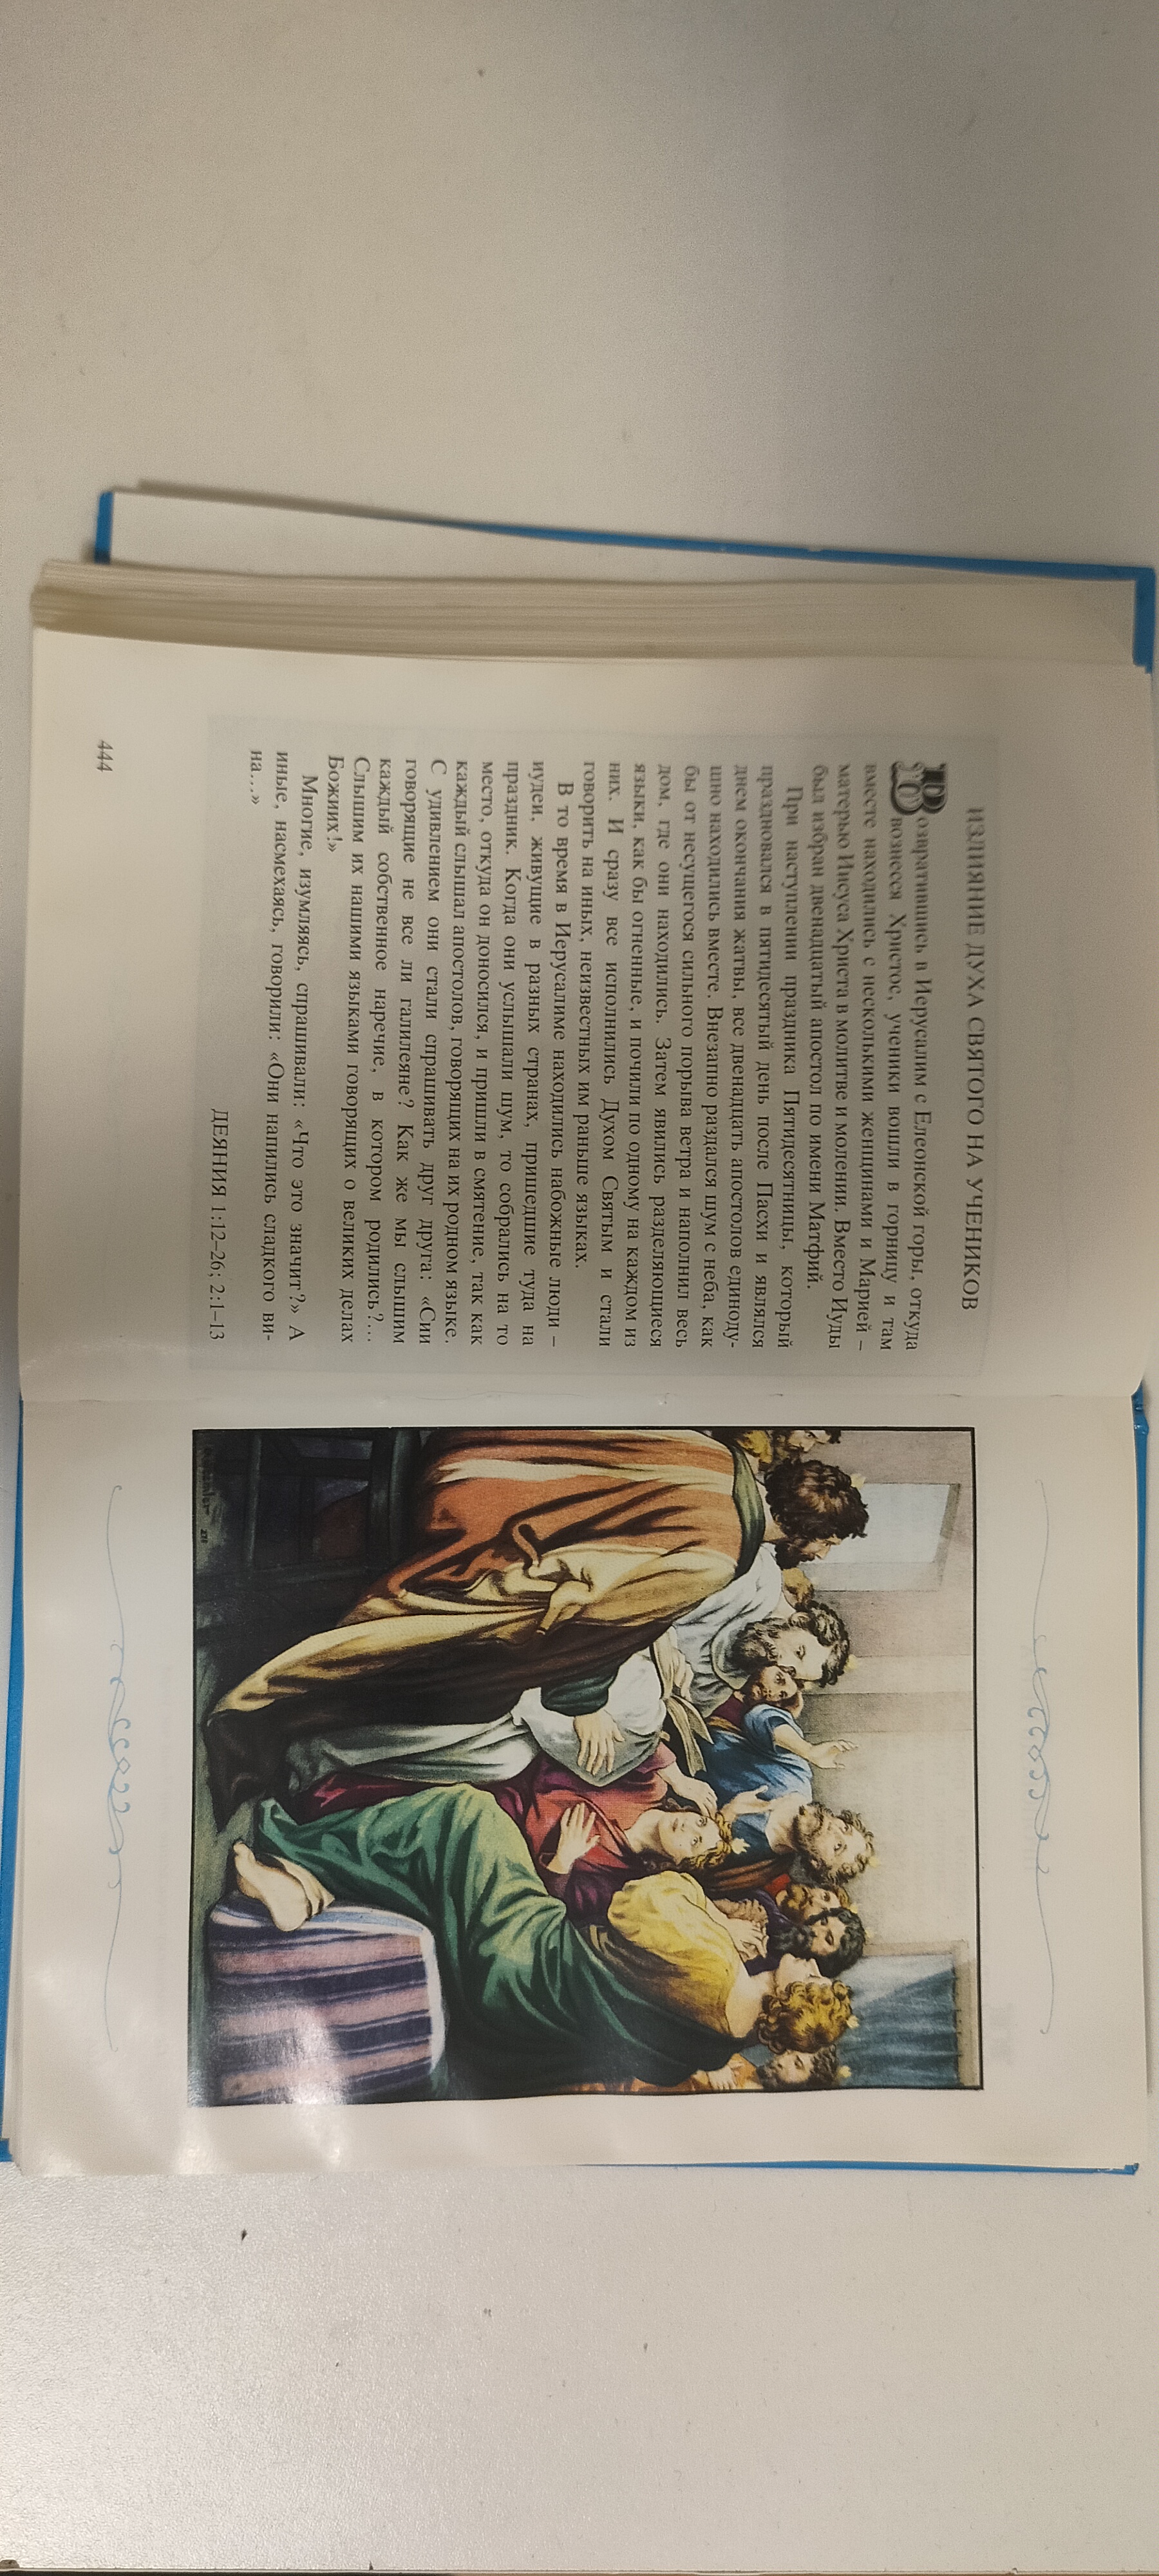 ИЗЛИЯНИЕ ДУХА СВЯТОГО НА УЧЕНИКОВ
Возвратившись в Иерусалим с Елеонской горы, откуда
вознесся Христос, ученики вошли в горницу и там
вместе находились с несколькими женщинами и Марией –
матерью Иисуса Христа в молитве и молении. Вместо Иуды
был избран двенадцатый апостол по имени Матфий.
При наступлении праздника Пятидесятницы, который
праздновался в пятидесятый день после Пасхи и являлся
днем окончания жатвы, все двенадцать апостолов единоду-
шно находились вместе. Внезапно раздался шум с неба, как
бы от несущегося сильного порыва ветра и наполнил весь
дом, где они находились. Затем явились разделяющиеся
языки, как бы огненные, и почили по одному на каждом из
них. И сразу все исполнились Духом Святым и стали
говорить на иных, неизвестных им раньше языках.
В то время в Иерусалиме находились набожные люди –
иудеи, живущие в разных странах, пришедшие туда на
праздник. Когда они услышали шум, то собрались на то
место, откуда он доносился, и пришли в смятение, так как
каждый слышал апостолов, говорящих на их родном языке.
С удивлением они стали спрашивать друг друга: «Сии
говорящие не все ли галилеяне? Как же мы слышим
каждый собственное наречие, в котором родились?...
Слышим их нашими языками говорящих о великих делах
Божиих!»
Многие, изумляясь, спрашивали: «Что это значит?» А
иные, насмехаясь, говорили: «Они напились сладкого ви-
на...»
ДЕЯНИЯ 1:12–26; 2:1–13
444